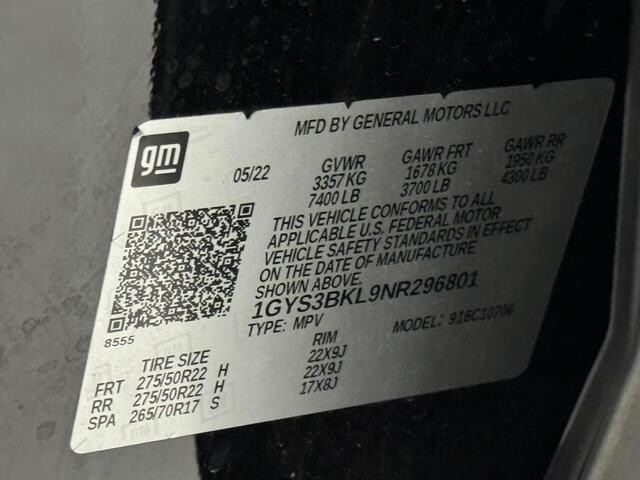 MFD BY GENERAL MOTORS LLC
gm
05/22
GVWR GAWR FRT GAWR RR
3357 KG 1678 KG 1950 KG
7400 LB 3700 LB 4300 LB
THIS VEHICLE CONFORMS TO ALL
APPLICABLE U.S. FEDERAL MOTOR
VEHICLE SAFETY STANDARDS IN EFFECT
ON THE DATE OF MANUFACTURE
SHOWN ABOVE.
1GYS3BKL9NR296801
TYPE: MPV MODEL: 916C10706
8555
TIRE SIZE RIM
FRT 275/50R22 H 22X9J
RR 275/50R22 H 22X9J
SPA 265/70R17 S 17X8J